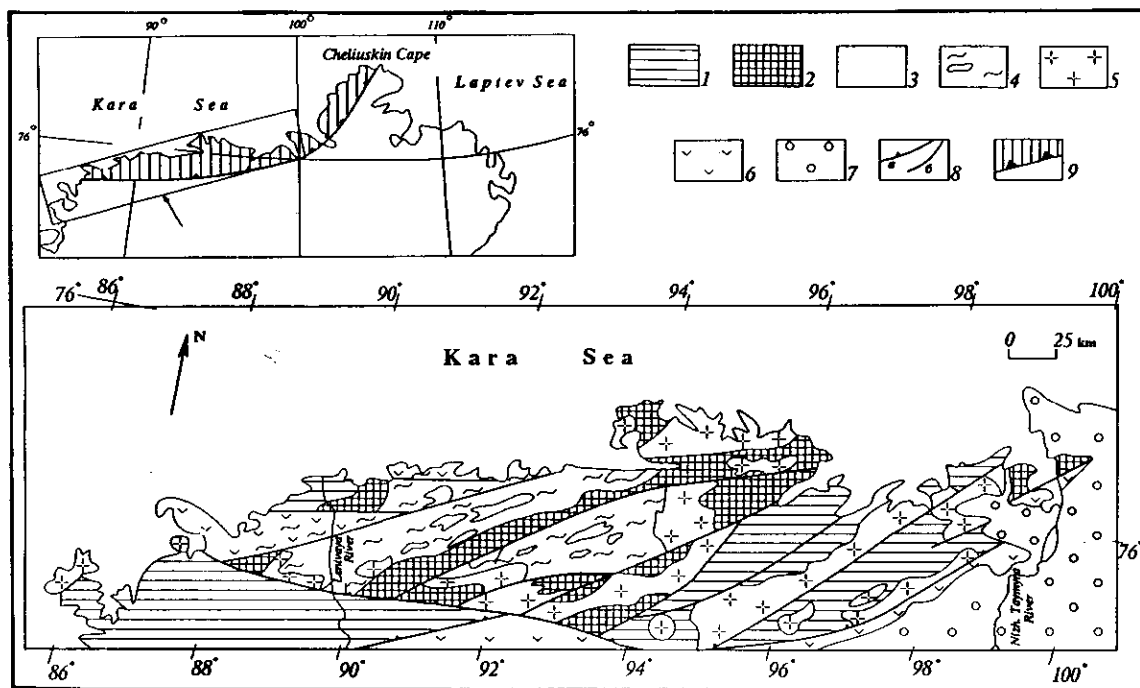 90° 100° 110°
Cheliuskin Cape
Laptev Sea
Kara Sea
76° 76°
1 2 3 4 5
6 7 8 9
a б
76° 86° 88° 90° 92° 94° 96° 98° 100°
N
Kara Sea
0 25 km
76°
River
Nizh. Taymyra
River
86° 88° 90° 92° 94° 96° 98° 100°